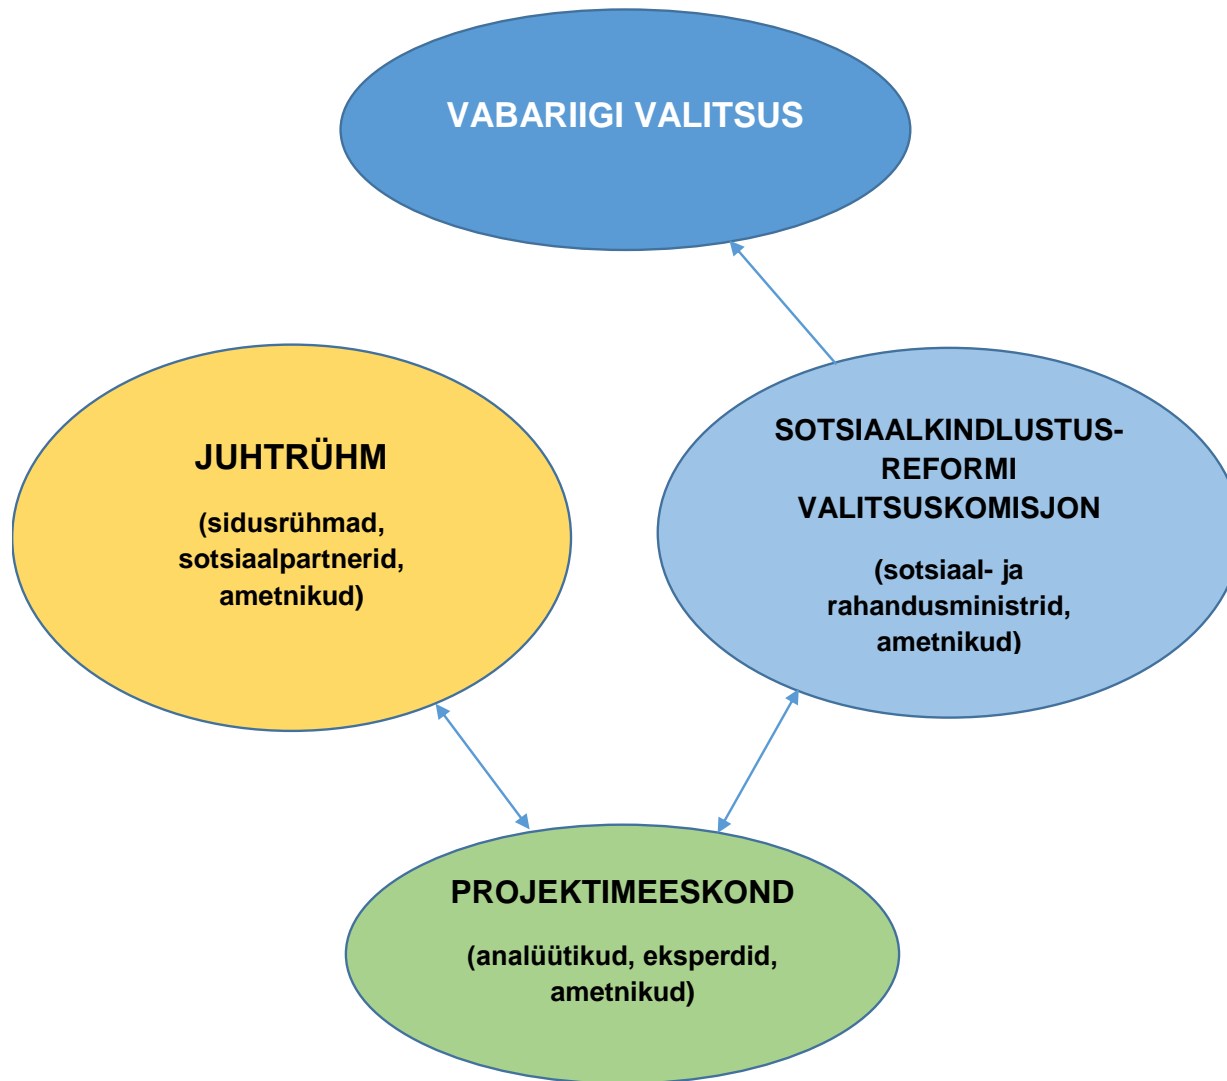 VABARIIGI VALITSUS
JUHTRÜHM
(sidusrühmad,
sotsiaalpartnerid,
ametnikud)
SOTSIAALKINDLUSTUS-
REFORMI
VALITSUSKOMISJON
(sotsiaal- ja
rahandusministrid,
ametnikud)
PROJEKTIMEESKOND
(analüütikud, eksperdid,
ametnikud)